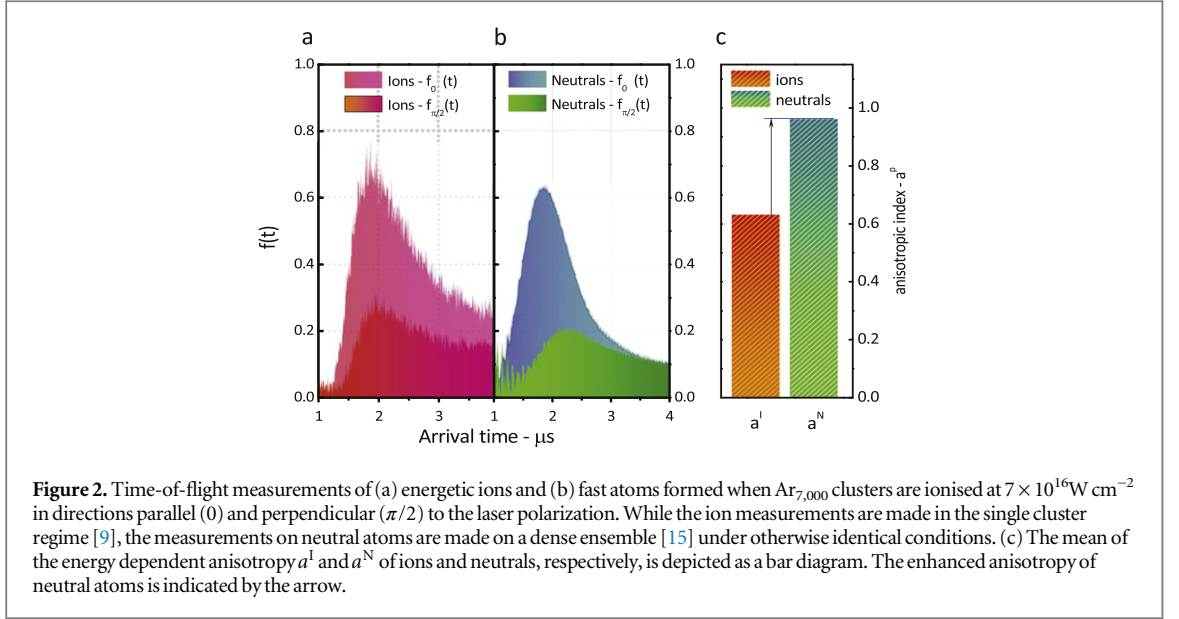 a
b
c
1.0
0.8
0.6
0.4
0.2
0.0
f(t)
Ions - f0 (t)
Ions - fπ/2(t)
1 2 3
Neutrals - f0 (t)
Neutrals - fπ/2(t)
1 2 3 4
1.0
0.8
0.6
0.4
0.2
0.0
Arrival time - μs
ions
neutrals
1.0
0.8
0.6
0.4
0.2
0.0
anisotropic index - aᵖ
aᴵ aᴺ
Figure 2. Time-of-flight measurements of (a) energetic ions and (b) fast atoms formed when Ar₇,₀₀₀ clusters are ionised at 7 × 10¹⁶W cm⁻²
in directions parallel (0) and perpendicular (π/2) to the laser polarization. While the ion measurements are made in the single cluster
regime [9], the measurements on neutral atoms are made on a dense ensemble [15] under otherwise identical conditions. (c) The mean of
the energy dependent anisotropy aᴵ and aᴺ of ions and neutrals, respectively, is depicted as a bar diagram. The enhanced anisotropy of
neutral atoms is indicated by the arrow.